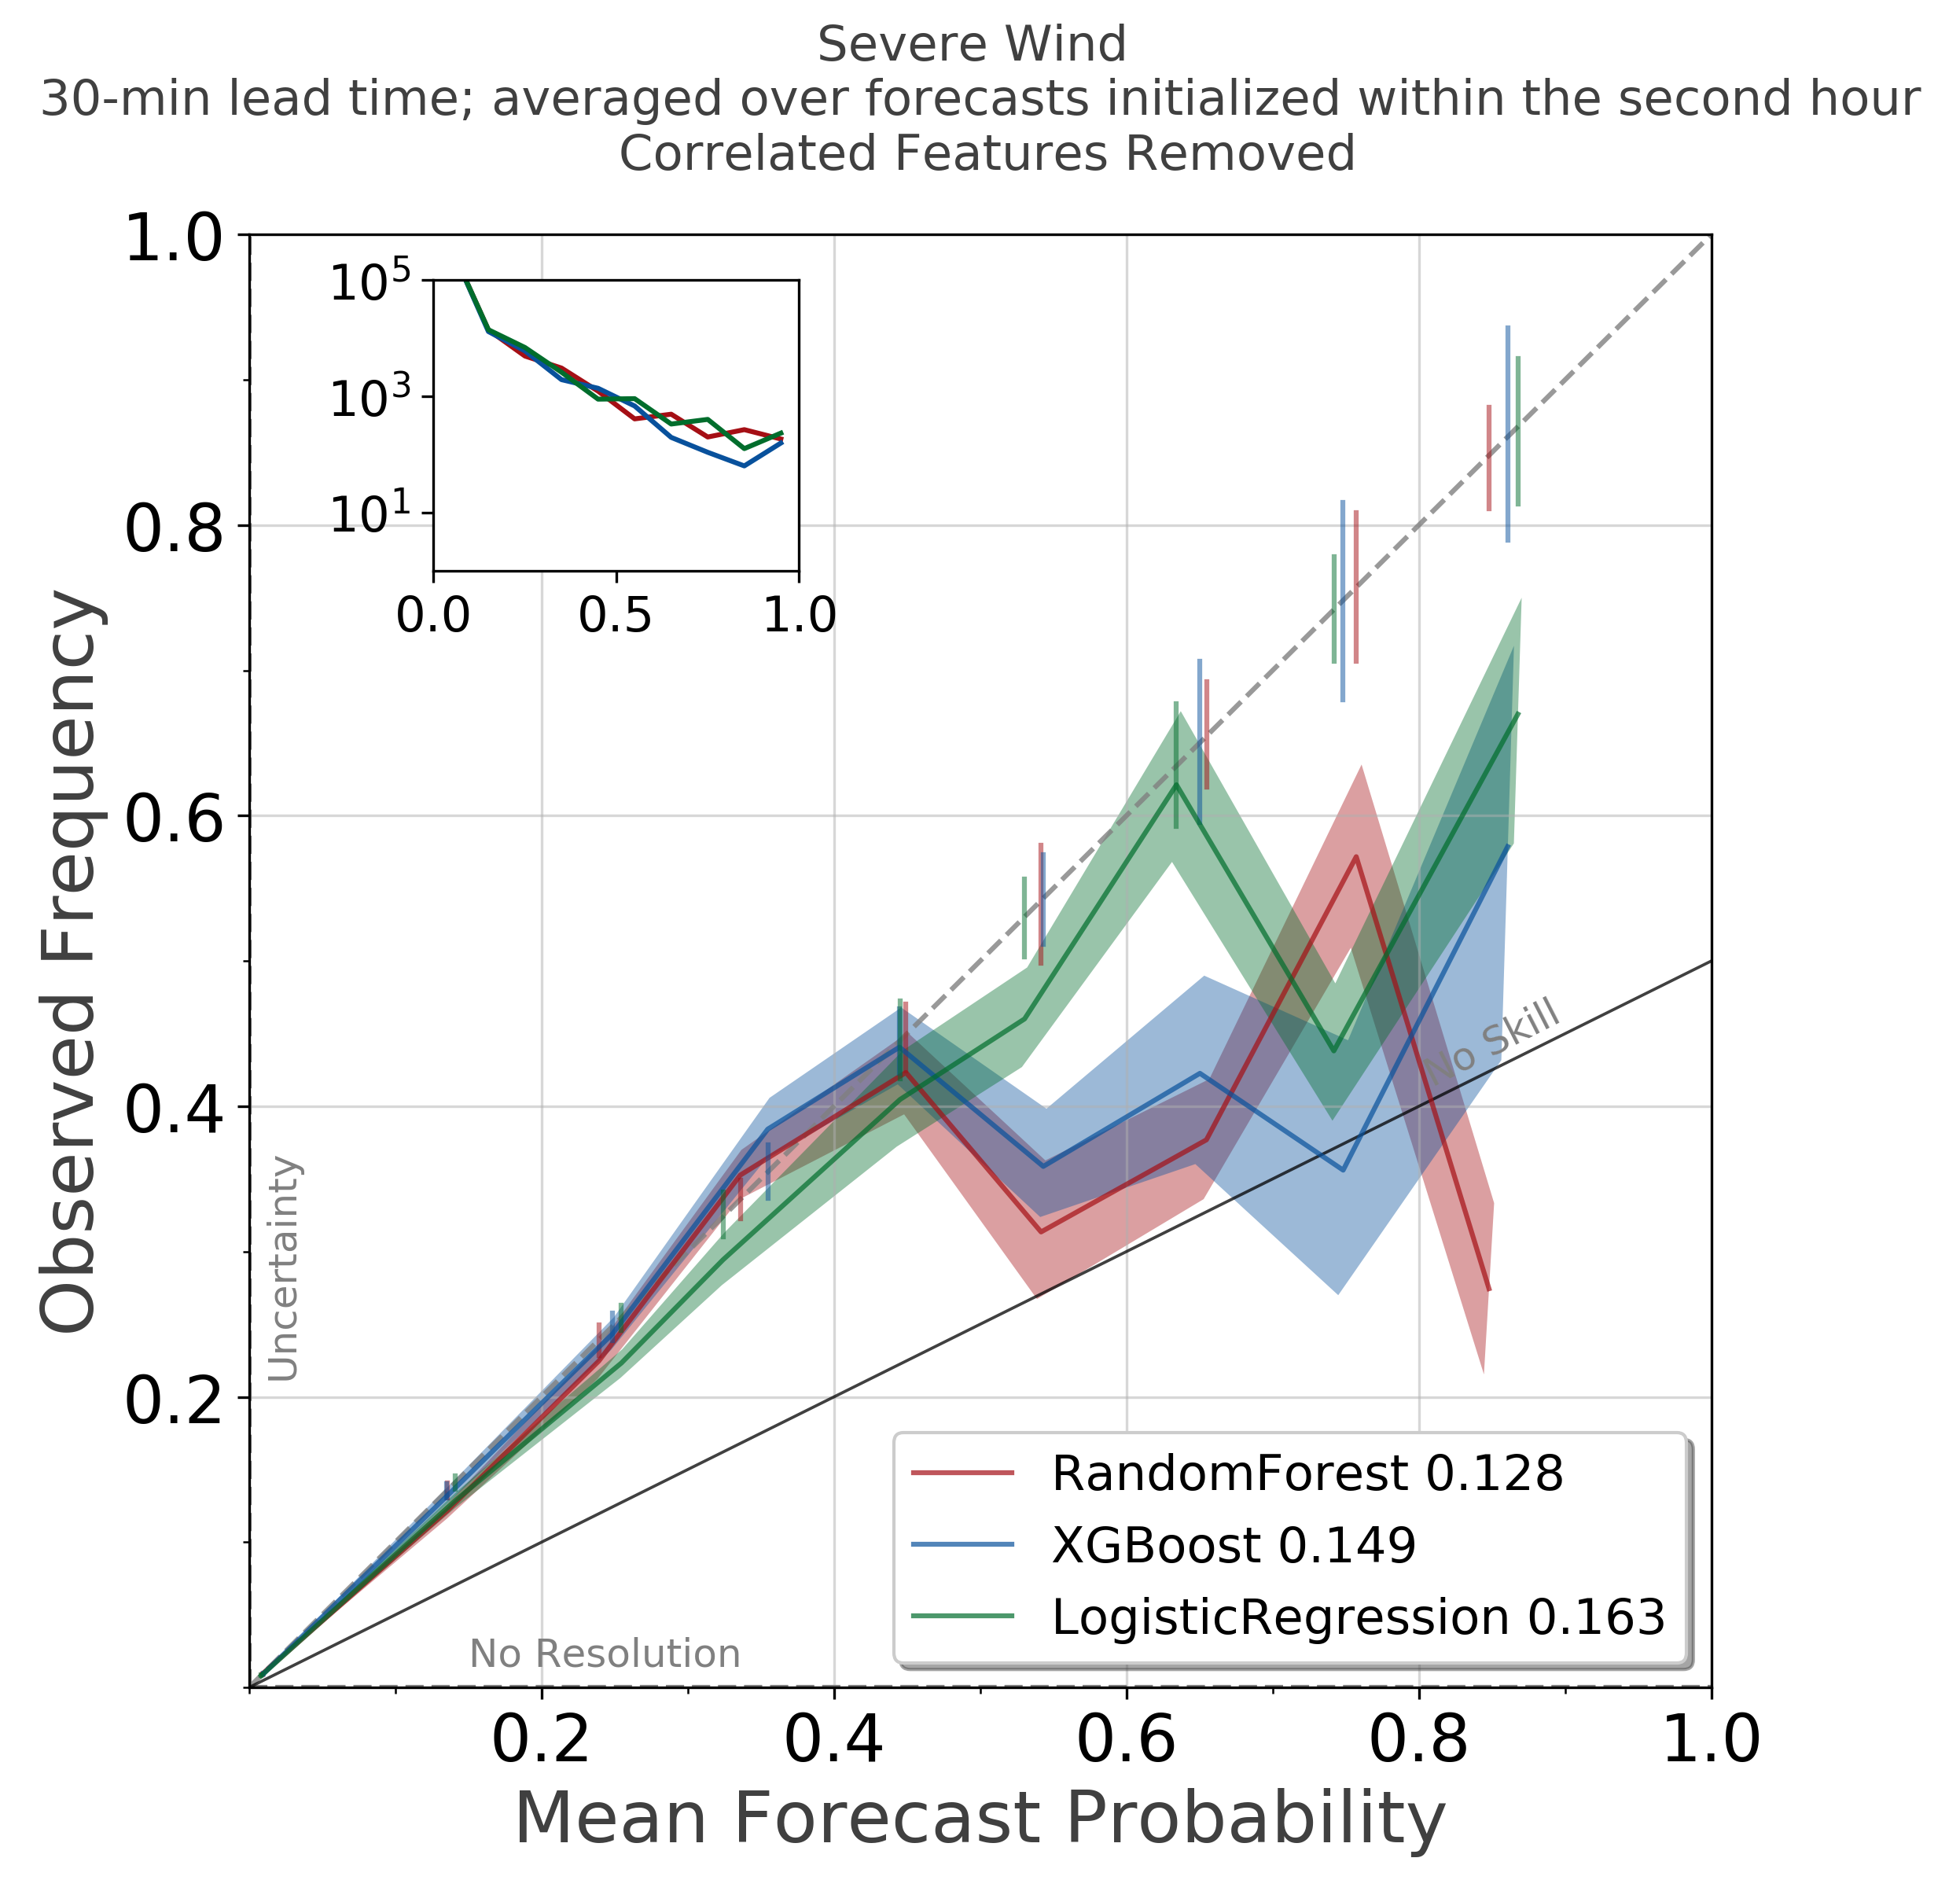 Severe Wind
30-min lead time; averaged over forecasts initialized within the second hour
Correlated Features Removed
1.0
0.8
0.6
0.4
0.2
Observed Frequency
10^5
10^3
10^1
0.0 0.5 1.0
Uncertainty
No Skill
No Resolution
RandomForest 0.128
XGBoost 0.149
LogisticRegression 0.163
0.2 0.4 0.6 0.8 1.0
Mean Forecast Probability